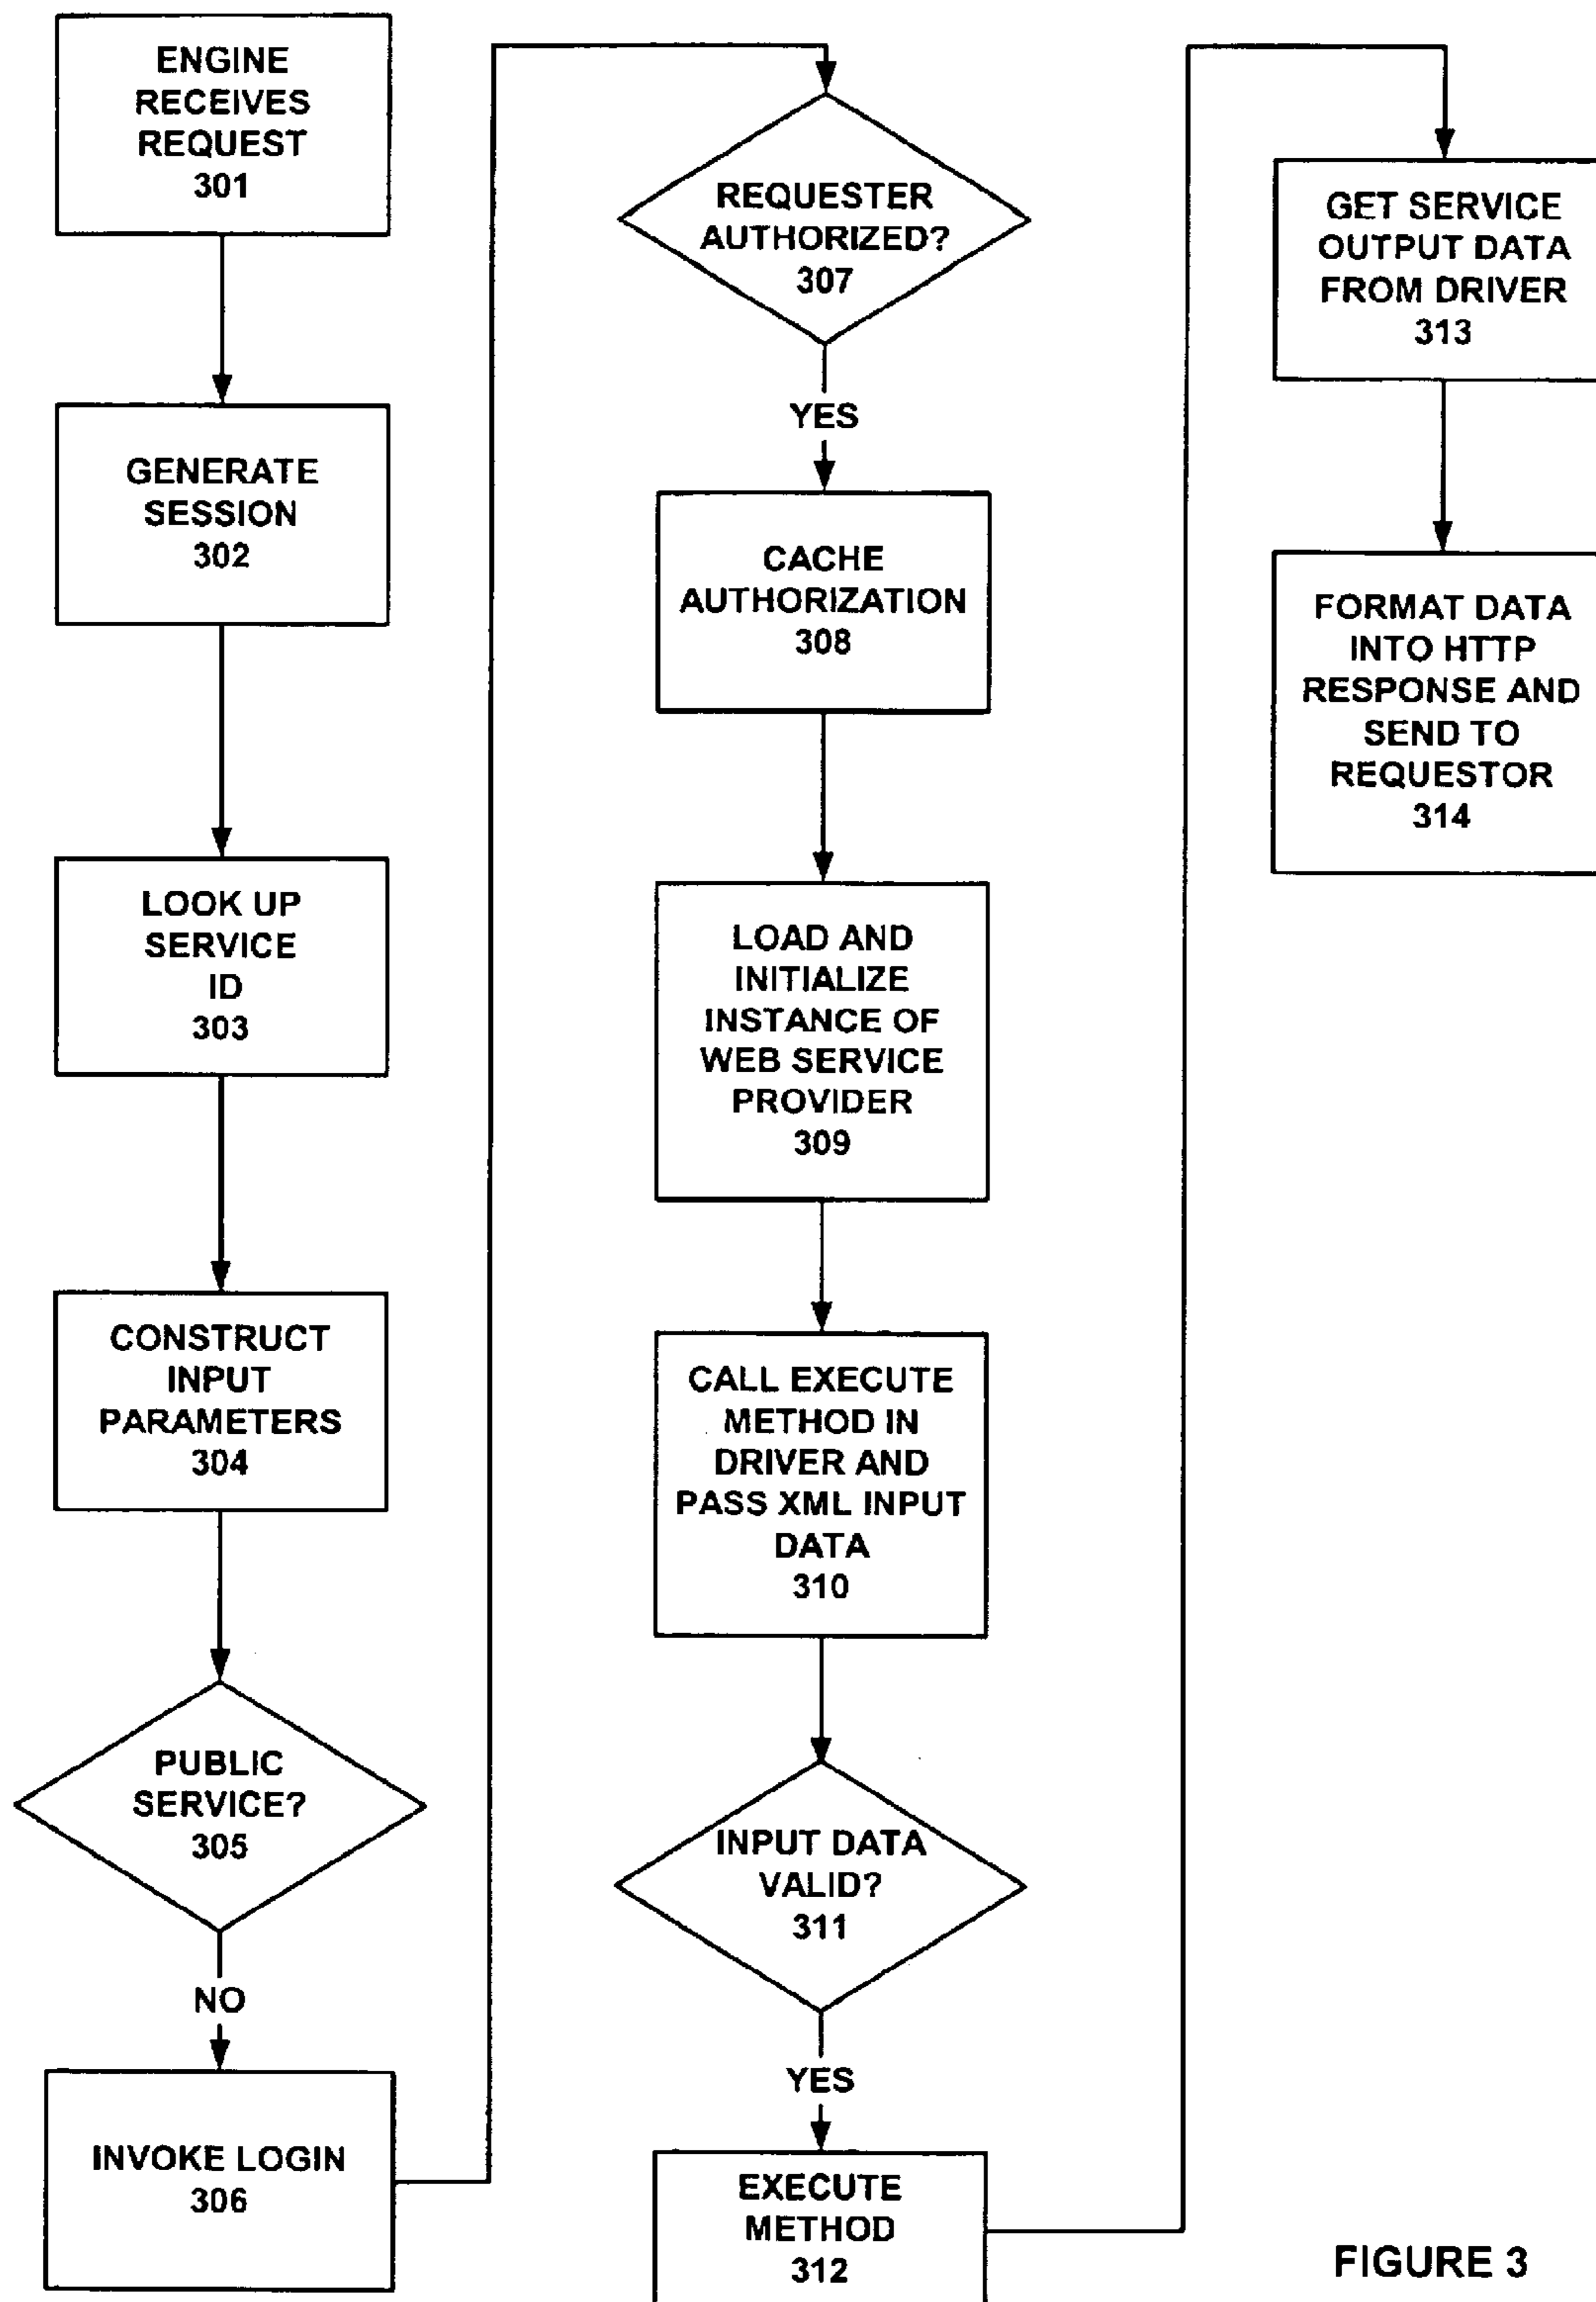 ENGINE
RECEIVES
REQUEST
301
GENERATE
SESSION
302
LOOK UP
SERVICE
ID
303
CONSTRUCT
INPUT
PARAMETERS
304
PUBLIC
SERVICE?
305
NO
INVOKE LOGIN
306
REQUESTER
AUTHORIZED?
307
YES
CACHE
AUTHORIZATION
308
LOAD AND
INITIALIZE
INSTANCE OF
WEB SERVICE
PROVIDER
309
CALL EXECUTE
METHOD IN
DRIVER AND
PASS XML INPUT
DATA
310
INPUT DATA
VALID?
311
YES
EXECUTE
METHOD
312
GET SERVICE
OUTPUT DATA
FROM DRIVER
313
FORMAT DATA
INTO HTTP
RESPONSE AND
SEND TO
REQUESTOR
314
FIGURE 3